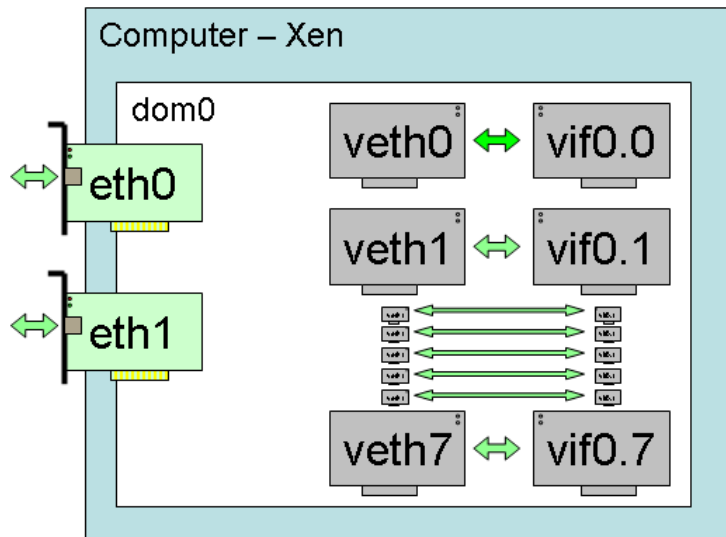 Computer – Xen
dom0
veth0
vif0.0
eth0
veth1
vif0.1
eth1
veth7
vif0.7